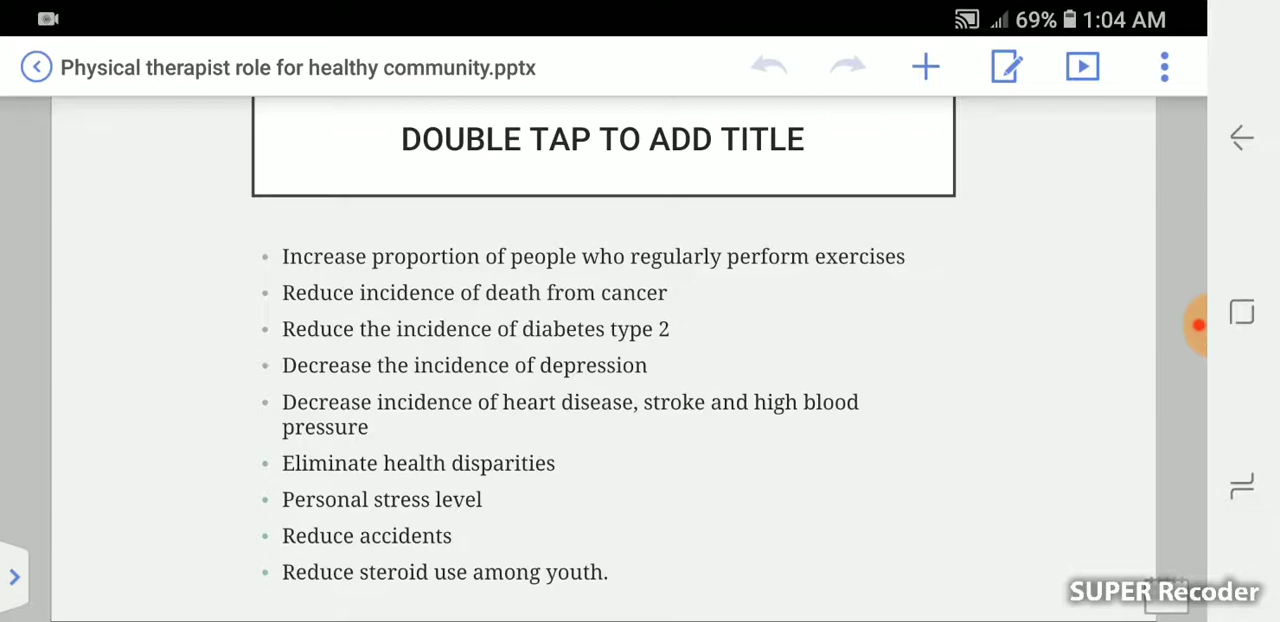 69% 1:04 AM
Physical therapist role for healthy community.pptx
DOUBLE TAP TO ADD TITLE
• Increase proportion of people who regularly perform exercises
• Reduce incidence of death from cancer
• Reduce the incidence of diabetes type 2
• Decrease the incidence of depression
• Decrease incidence of heart disease, stroke and high blood
pressure
• Eliminate health disparities
• Personal stress level
• Reduce accidents
• Reduce steroid use among youth.
SUPER Recoder